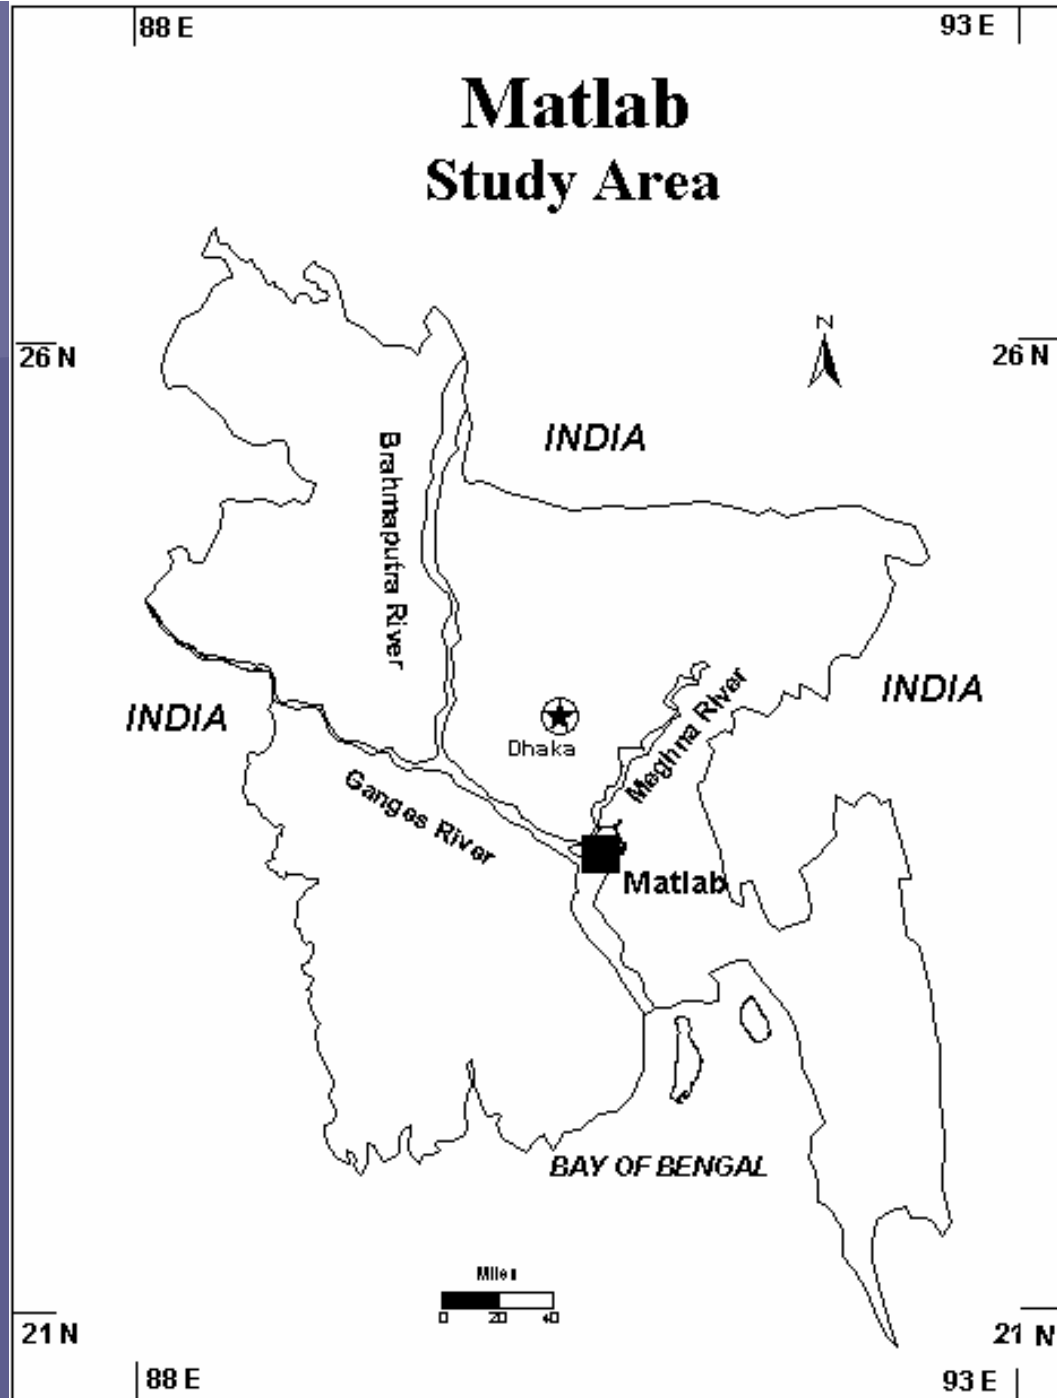 88 E
93 E
Matlab
Study Area
N
26 N
26 N
INDIA
Brahmaputra River
INDIA
INDIA
Dhaka
Meghna River
Ganges River
Matlab
BAY OF BENGAL
Miles
0 20 40
21 N
21 N
88 E
93 E